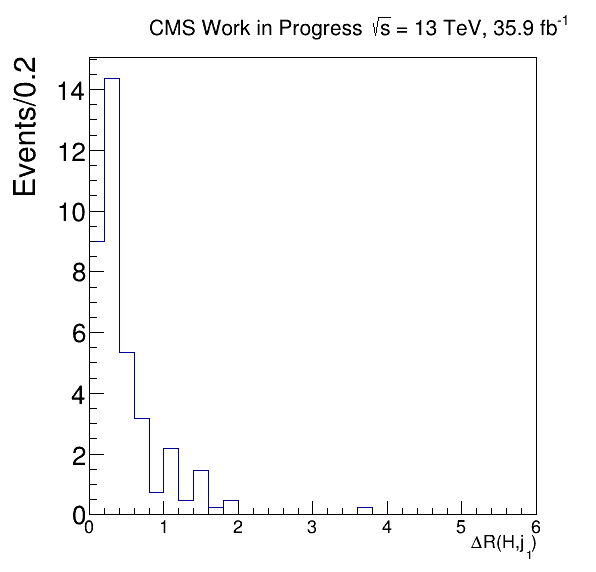 CMS Work in Progress √s = 13 TeV, 35.9 fb⁻¹
Events/0.2
14
12
10
8
6
4
2
0
0 1 2 3 4 5 6
ΔR(H,j₁)